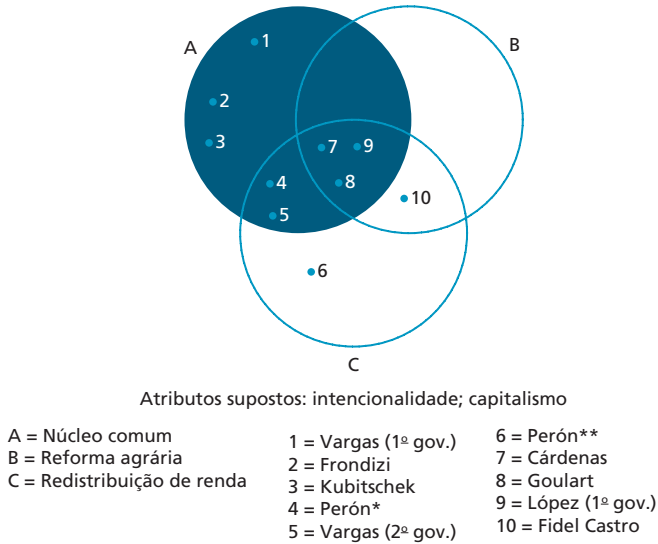 A
B
1
2
3
7
9
4
8
5
10
6
C
Atributos supostos: intencionalidade; capitalismo
A = Núcleo comum
B = Reforma agrária
C = Redistribuição de renda
1 = Vargas (1º gov.)
2 = Frondizi
3 = Kubitschek
4 = Perón*
5 = Vargas (2º gov.)
6 = Perón**
7 = Cárdenas
8 = Goulart
9 = López (1º gov.)
10 = Fidel Castro